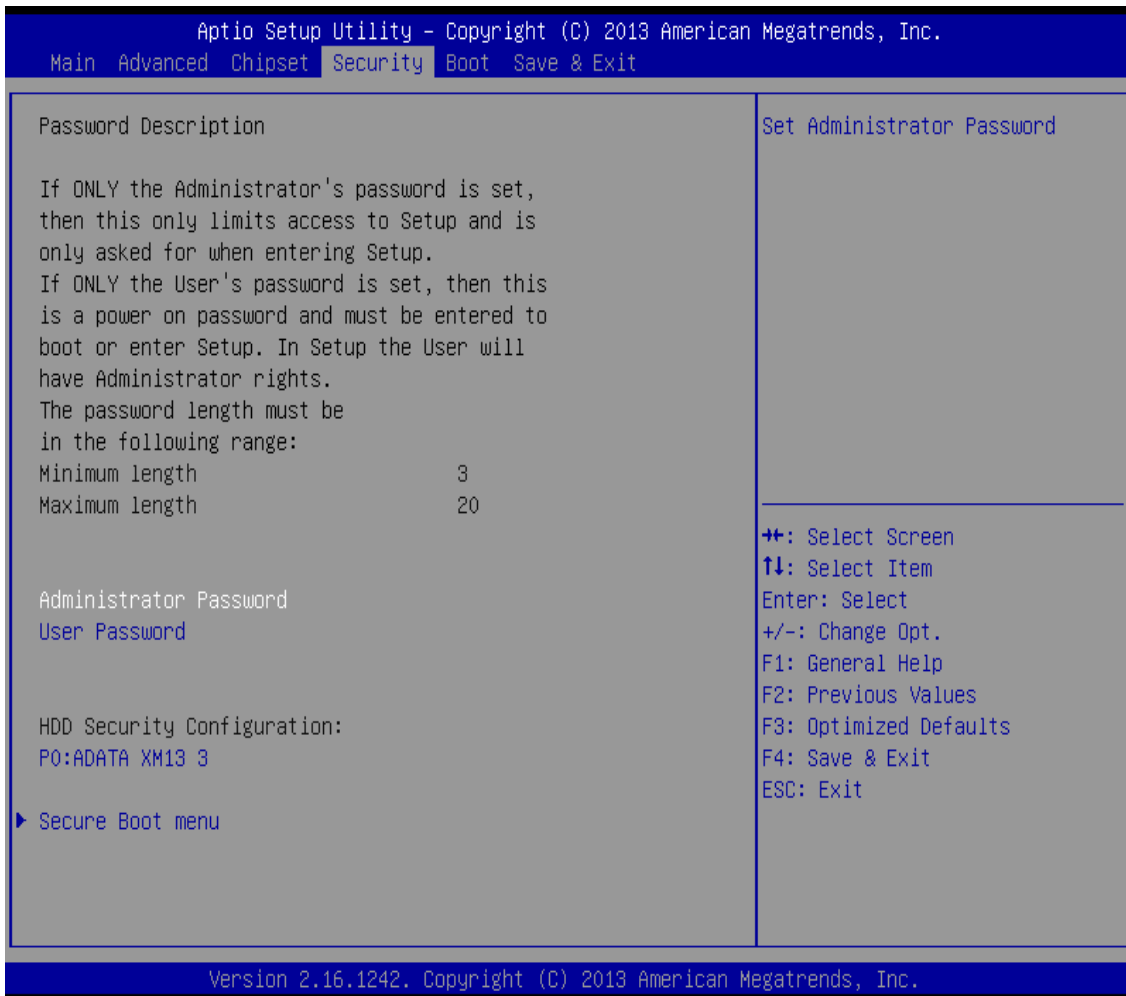 Aptio Setup Utility – Copyright (C) 2013 American Megatrends, Inc.
Main Advanced Chipset Security Boot Save & Exit
Password Description
If ONLY the Administrator's password is set,
then this only limits access to Setup and is
only asked for when entering Setup.
If ONLY the User's password is set, then this
is a power on password and must be entered to
boot or enter Setup. In Setup the User will
have Administrator rights.
The password length must be
in the following range:
Minimum length 3
Maximum length 20
Administrator Password
User Password
HDD Security Configuration:
P0:ADATA XM13 3
Secure Boot menu
Set Administrator Password
→←: Select Screen
↑↓: Select Item
Enter: Select
+/-: Change Opt.
F1: General Help
F2: Previous Values
F3: Optimized Defaults
F4: Save & Exit
ESC: Exit
Version 2.16.1242. Copyright (C) 2013 American Megatrends, Inc.